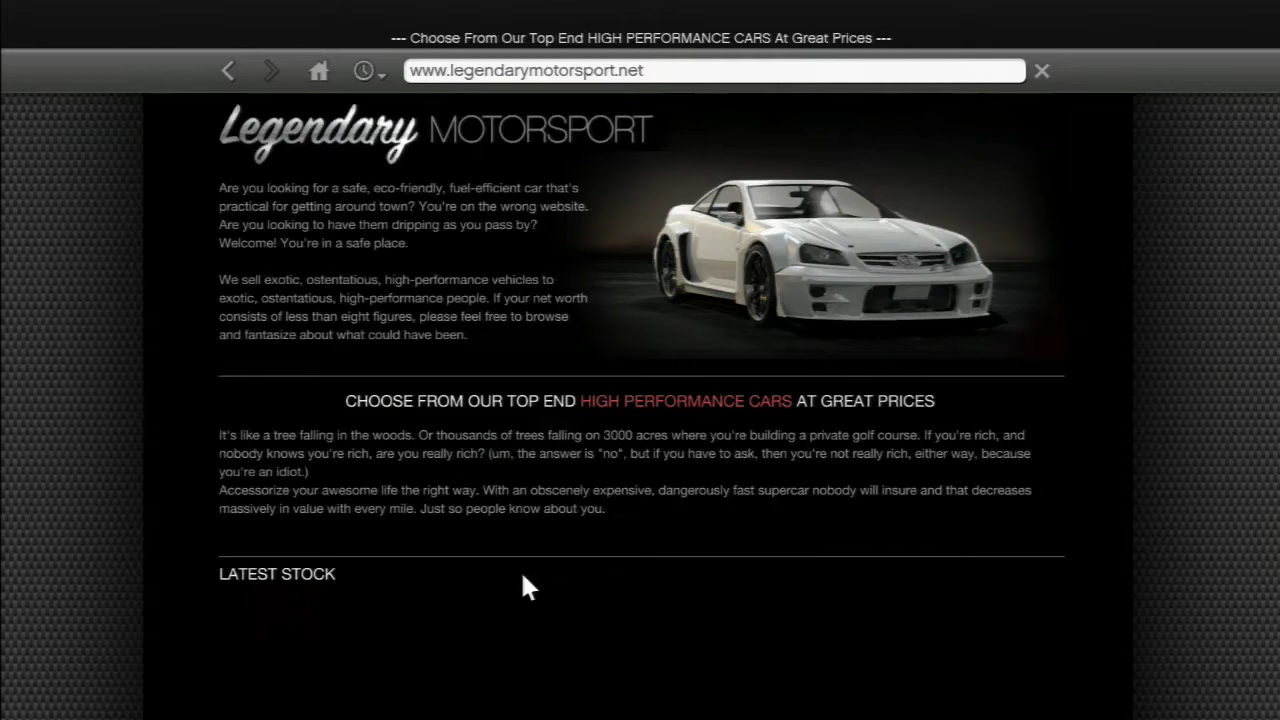 --- Choose From Our Top End HIGH PERFORMANCE CARS At Great Prices ---
www.legendarymotorsport.net
Legendary MOTORSPORT
Are you looking for a safe, eco-friendly, fuel-efficient car that's
practical for getting around town? You're on the wrong website.
Are you looking to have them dripping as you pass by?
Welcome! You're in a safe place.
We sell exotic, ostentatious, high-performance vehicles to
exotic, ostentatious, high-performance people. If your net worth
consists of less than eight figures, please feel free to browse
and fantasize about what could have been.
CHOOSE FROM OUR TOP END HIGH PERFORMANCE CARS AT GREAT PRICES
It's like a tree falling in the woods. Or thousands of trees falling on 3000 acres where you're building a private golf course. If you're rich, and
nobody knows you're rich, are you really rich? (um, the answer is "no", but if you have to ask, then you're not really rich, either way, because
you're an idiot.)
Accessorize your awesome life the right way. With an obscenely expensive, dangerously fast supercar nobody will insure and that decreases
massively in value with every mile. Just so people know about you.
LATEST STOCK